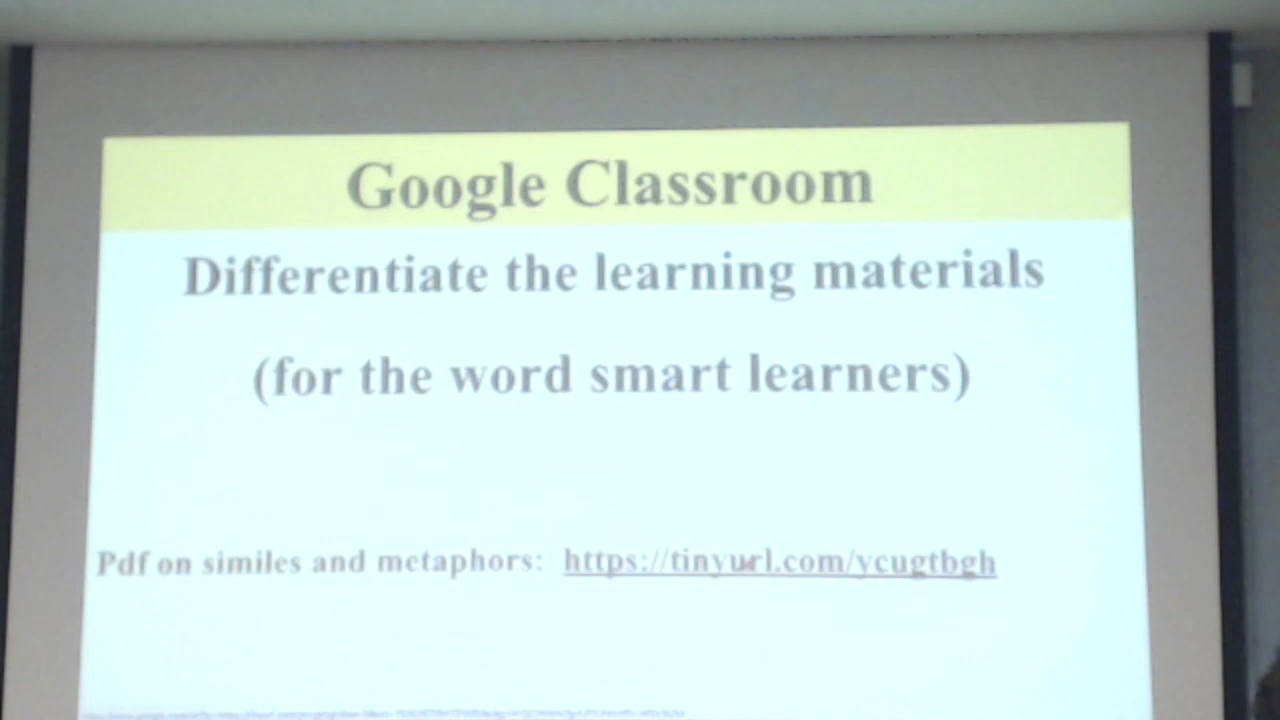 Google Classroom
Differentiate the learning materials
(for the word smart learners)
Pdf on similes and metaphors: https://tinyurl.com/ycugtbgh